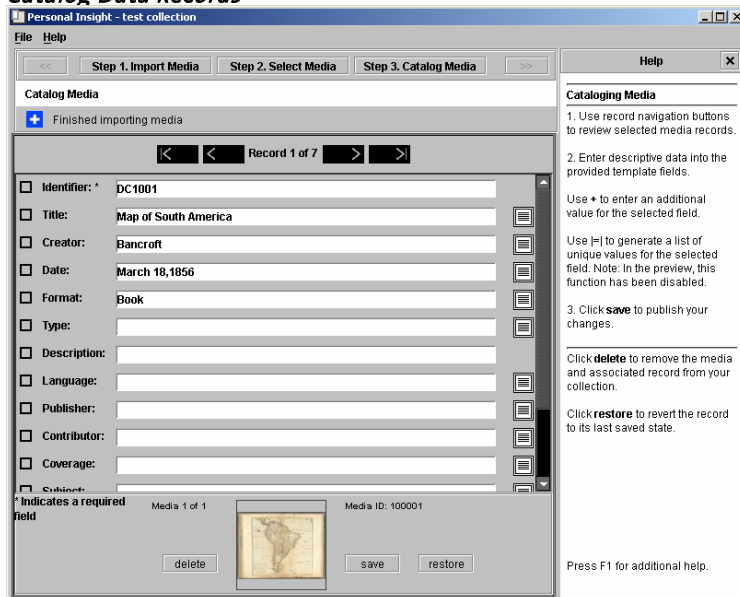 Catalog Data Records
Personal Insight - test collection
File Help
<< Step 1. Import Media Step 2. Select Media Step 3. Catalog Media >>
Catalog Media
Finished importing media
Record 1 of 7
Identifier: * DC1001
Title: Map of South America
Creator: Bancroft
Date: March 18,1856
Format: Book
Type:
Description:
Language:
Publisher:
Contributor:
Coverage:
Subject:
* Indicates a required
field
Media 1 of 1
Media ID: 100001
delete save restore
Help
Cataloging Media
1. Use record navigation buttons
to review selected media records.
2. Enter descriptive data into the
provided template fields.
Use + to enter an additional
value for the selected field.
Use |=| to generate a list of
unique values for the selected
field. Note: In the preview, this
function has been disabled.
3. Click save to publish your
changes.
Click delete to remove the media
and associated record from your
collection.
Click restore to revert the record
to its last saved state.
Press F1 for additional help.